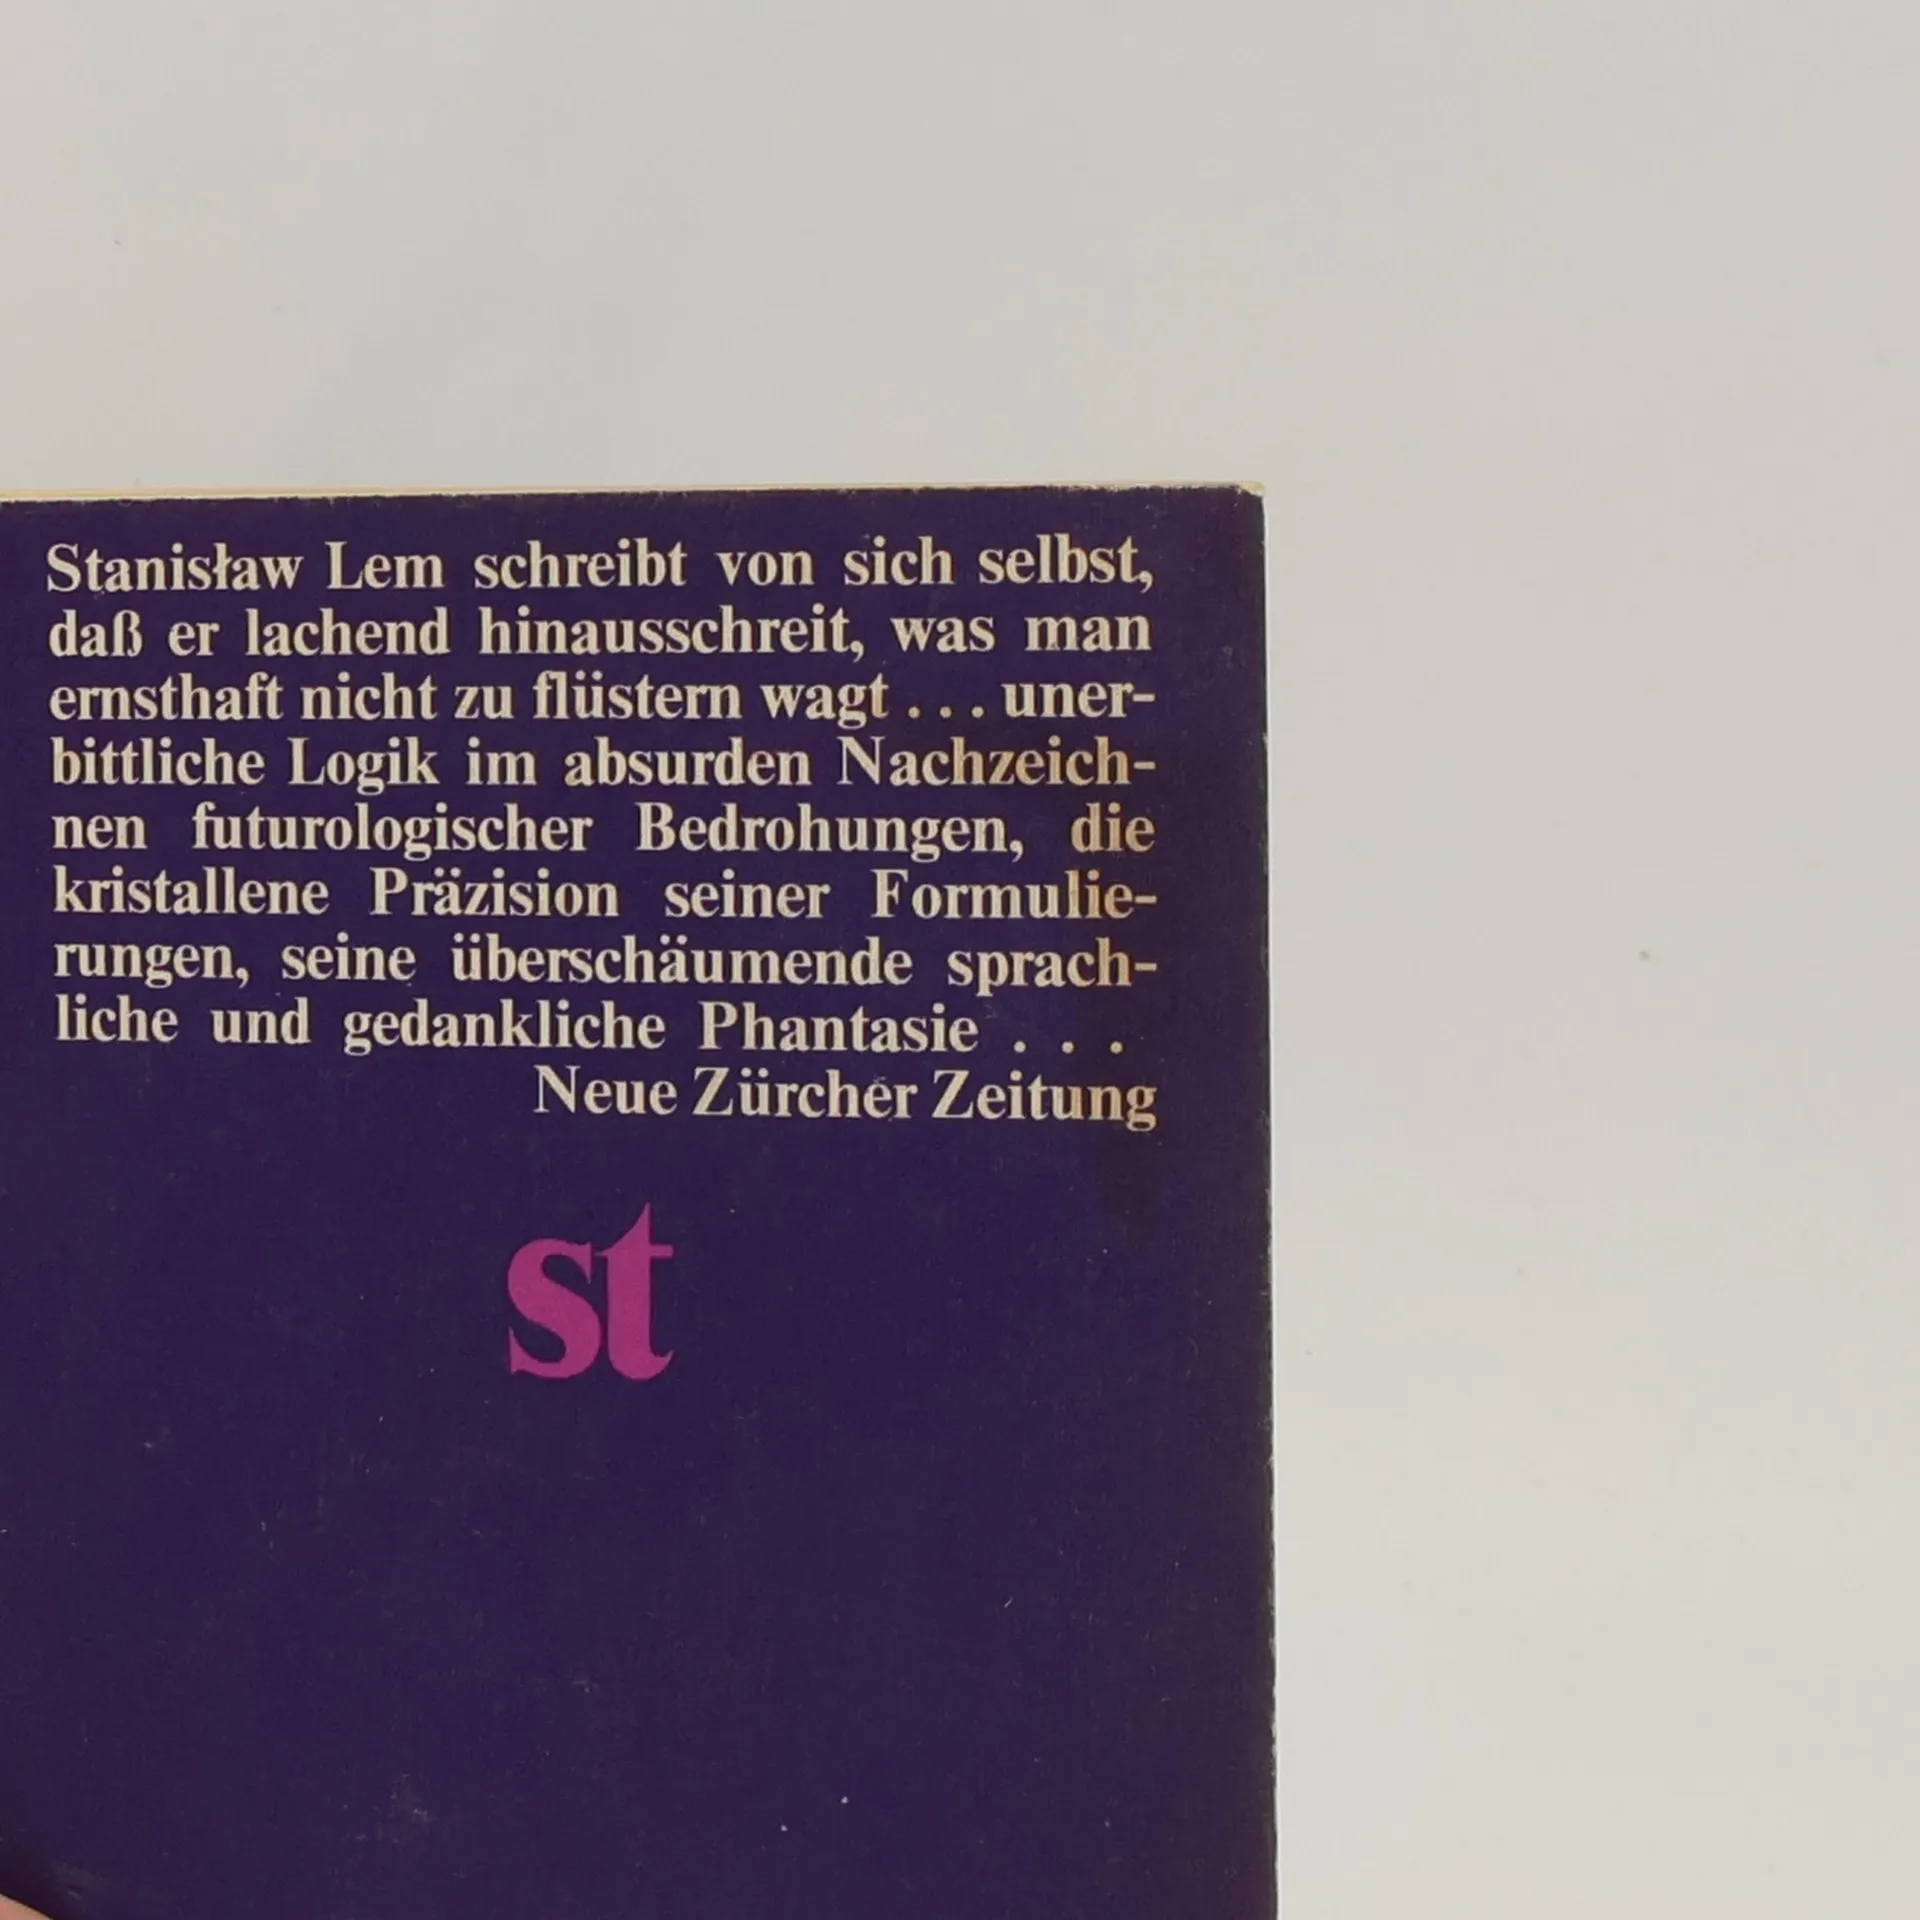 Stanisław Lem schreibt von sich selbst,
daß er lachend hinausschreit, was man
ernsthaft nicht zu flüstern wagt . . . uner-
bittliche Logik im absurden Nachzeich-
nen futurologischer Bedrohungen, die
kristallene Präzision seiner Formulie-
rungen, seine überschäumende sprach-
liche und gedankliche Phantasie . . .
Neue Zürcher Zeitung
st